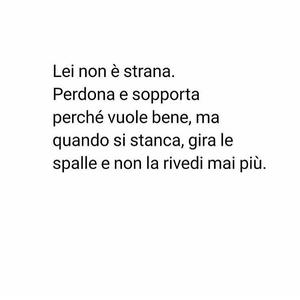 Lei non è strana.
Perdona e sopporta
perché vuole bene, ma
quando si stanca, gira le
spalle e non la rivedi mai più.